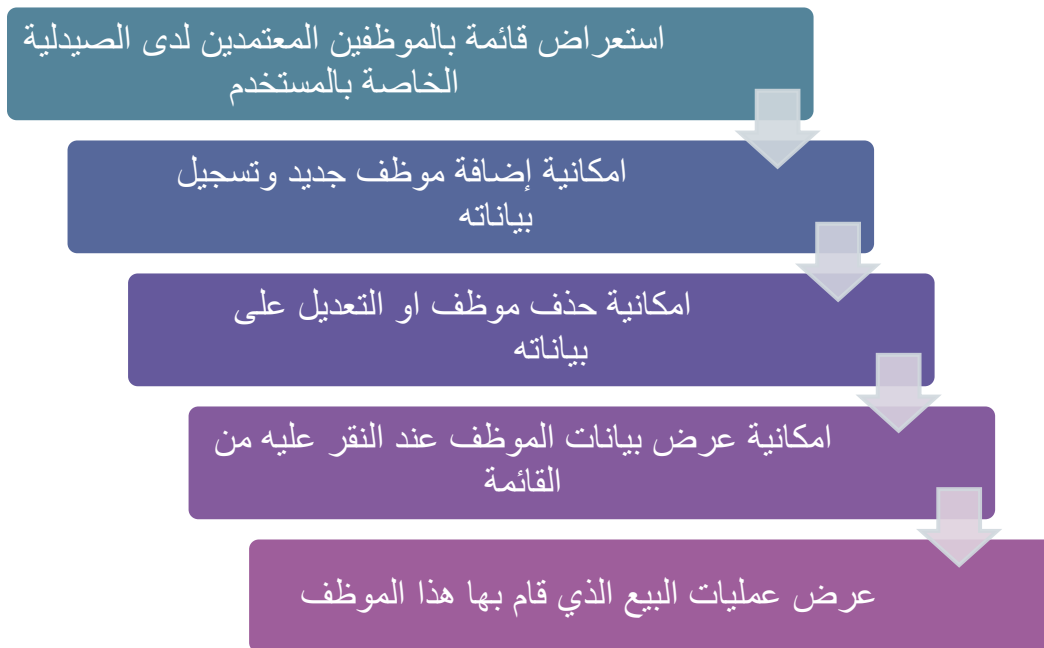 استعراض قائمة بالموظفين المعتمدين لدى الصيدلية
الخاصة بالمستخدم
امكانية إضافة موظف جديد وتسجيل
بياناته
امكانية حذف موظف او التعديل على
بياناته
امكانية عرض بيانات الموظف عند النقر عليه من
القائمة
عرض عمليات البيع الذي قام بها هذا الموظف